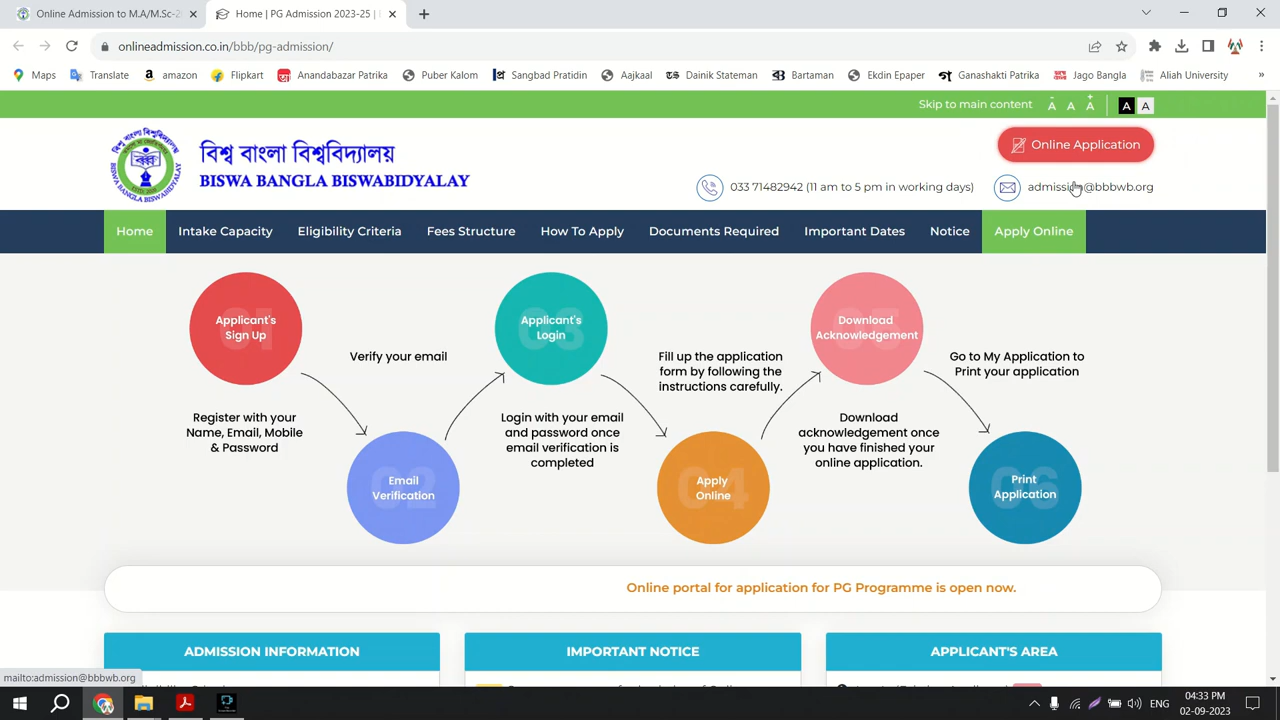 Online Admission to M.A/M.Sc-2
Home | PG Admission 2023-25 |
onlineadmission.co.in/bbb/pg-admission/
Maps Translate amazon Flipkart Anandabazar Patrika Puber Kalom Sangbad Pratidin Aajkaal Dainik Stateman Bartaman Ekdin Epaper Ganashakti Patrika Jago Bangla Aliah University »
Skip to main content A A A A A
বিশ্ব বাংলা বিশ্ববিদ্যালয়
BISWA BANGLA BISWABIDYALAY
Online Application
033 71482942 (11 am to 5 pm in working days) admission@bbbwb.org
Home Intake Capacity Eligibility Criteria Fees Structure How To Apply Documents Required Important Dates Notice Apply Online
01
Applicant's
Sign Up
Register with your
Name, Email, Mobile
& Password
Verify your email
02
Email
Verification
03
Applicant's
Login
Login with your email
and password once
email verification is
completed
Fill up the application
form by following the
instructions carefully.
04
Apply
Online
05
Download
Acknowledgement
Download
acknowledgement once
you have finished your
online application.
Go to My Application to
Print your application
06
Print
Application
Online portal for application for PG Programme is open now.
ADMISSION INFORMATION
IMPORTANT NOTICE
APPLICANT'S AREA
mailto:admission@bbbwb.org
ENG
04:33 PM
02-09-2023